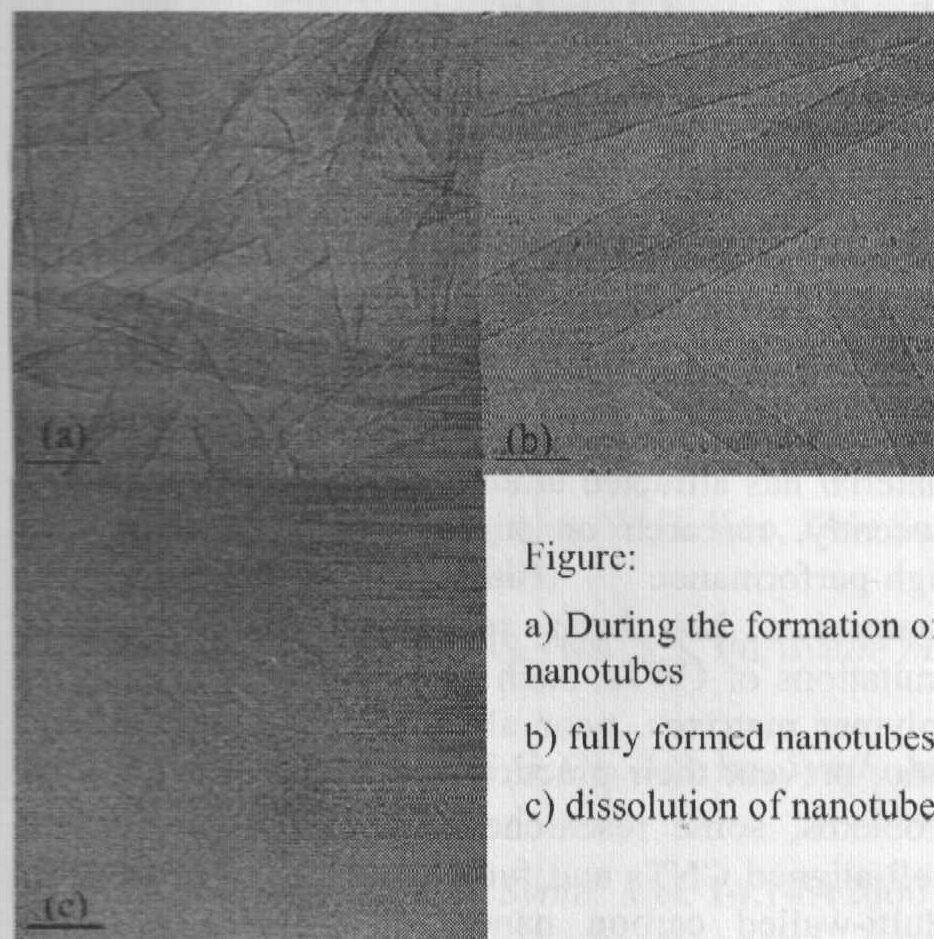 (a)
(b)
(c)
Figure:
a) During the formation of
nanotubes
b) fully formed nanotubes
c) dissolution of nanotube